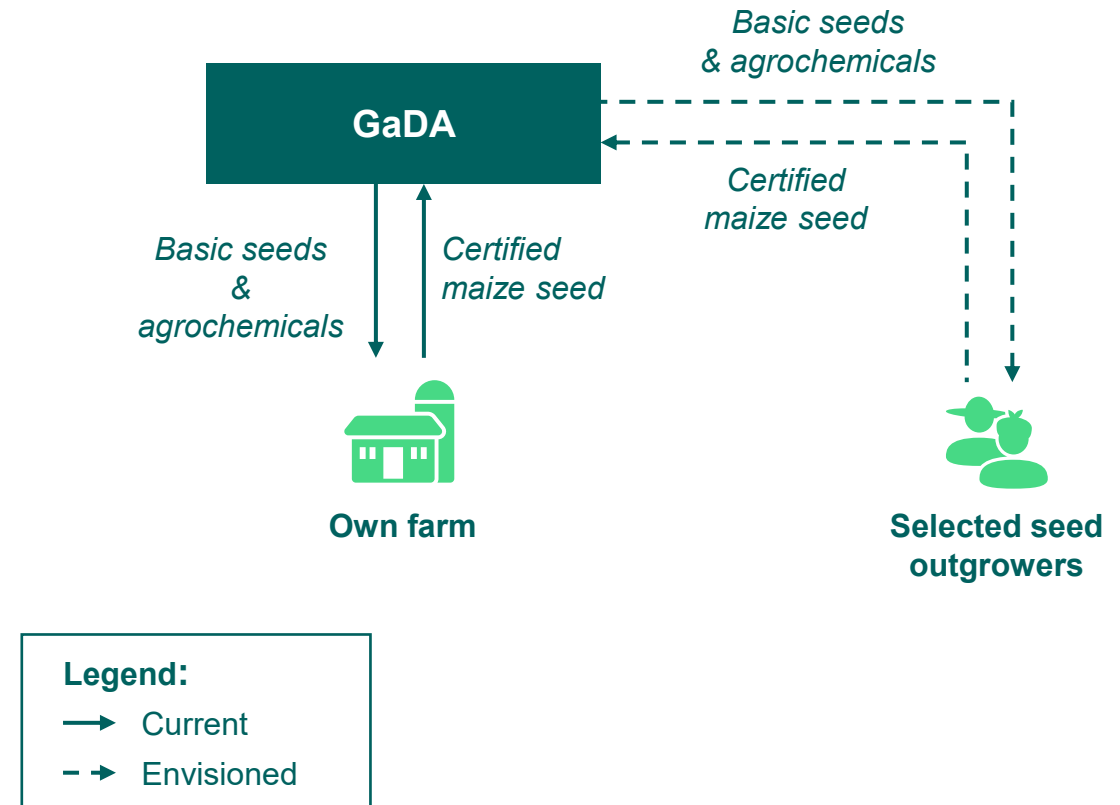 Basic seeds
& agrochemicals
GaDA
Certified
maize seed
Basic seeds
&
agrochemicals
Certified
maize seed
Own farm
Selected seed
outgrowers
Legend:
Current
Envisioned